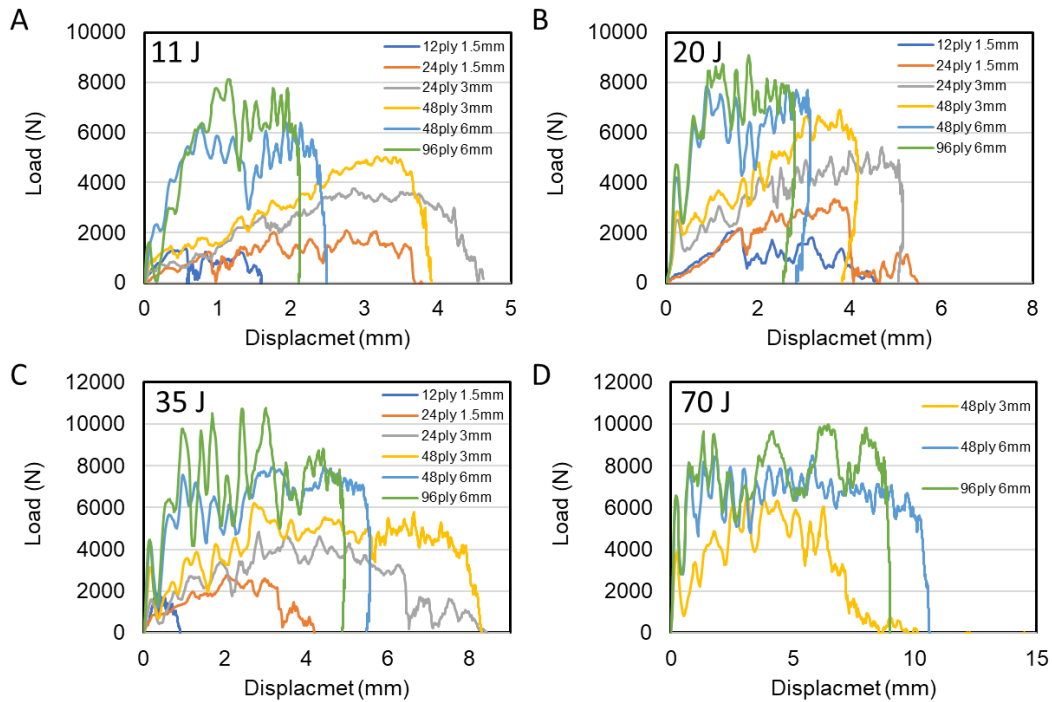 A
11 J
Load (N)
10000
8000
6000
4000
2000
0
12ply 1.5mm
24ply 1.5mm
24ply 3mm
48ply 3mm
48ply 6mm
96ply 6mm
0 1 2 3 4 5
Displacmet (mm)
B
20 J
Load (N)
10000
8000
6000
4000
2000
0
12ply 1.5mm
24ply 1.5mm
24ply 3mm
48ply 3mm
48ply 6mm
96ply 6mm
0 2 4 6 8
Displacmet (mm)
C
35 J
Load (N)
12000
10000
8000
6000
4000
2000
0
12ply 1.5mm
24ply 1.5mm
24ply 3mm
48ply 3mm
48ply 6mm
96ply 6mm
0 2 4 6 8
Displacmet (mm)
D
70 J
Load (N)
12000
10000
8000
6000
4000
2000
0
48ply 3mm
48ply 6mm
96ply 6mm
0 5 10 15
Displacmet (mm)